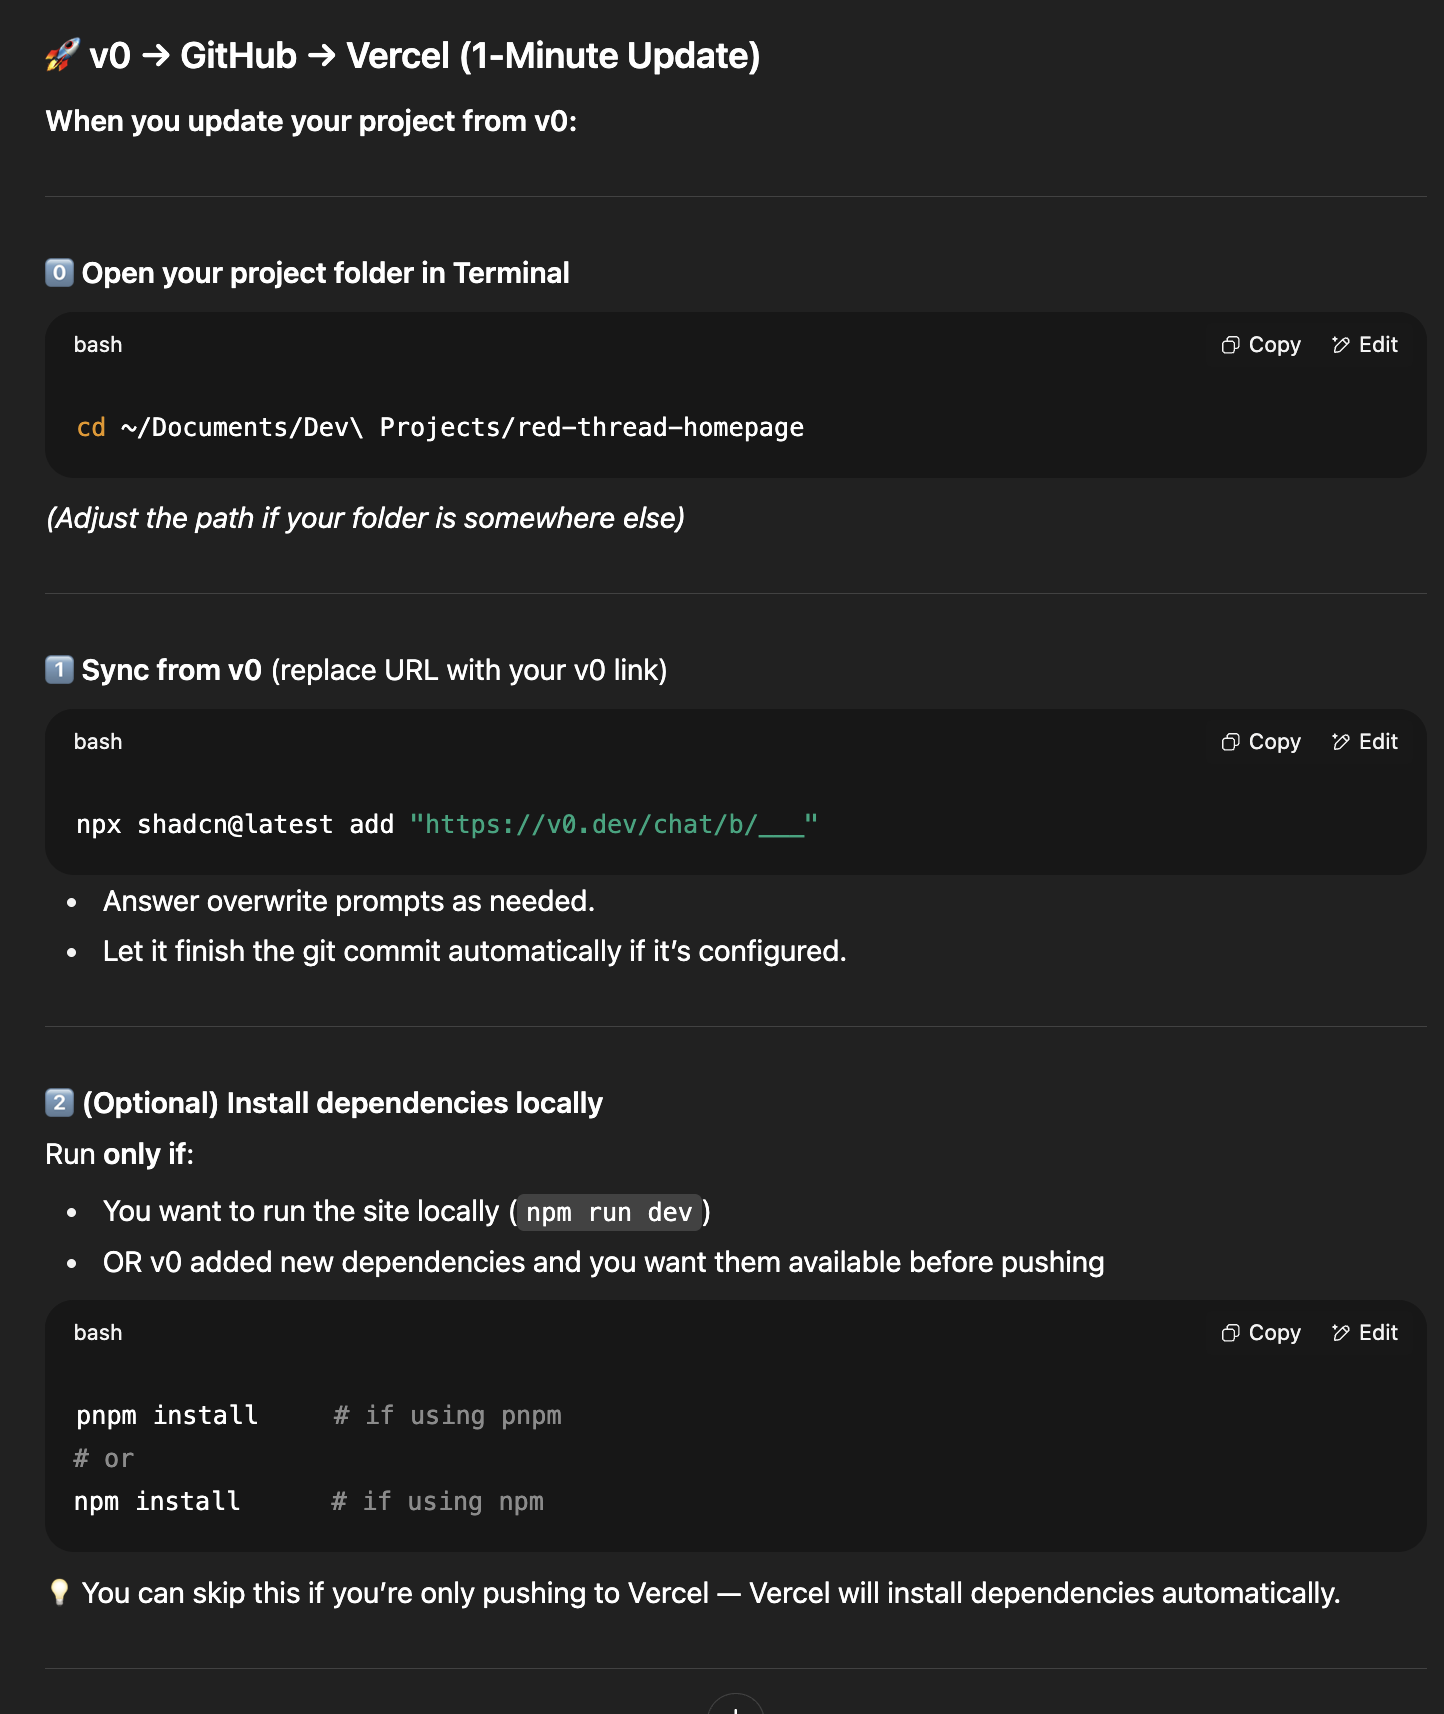 🚀 v0 → GitHub → Vercel (1-Minute Update)
When you update your project from v0:
0️⃣ Open your project folder in Terminal
bash
Copy Edit
cd ~/Documents/Dev\ Projects/red-thread-homepage
(Adjust the path if your folder is somewhere else)
1️⃣ Sync from v0 (replace URL with your v0 link)
bash
Copy Edit
npx shadcn@latest add "https://v0.dev/chat/b/___"
• Answer overwrite prompts as needed.
• Let it finish the git commit automatically if it’s configured.
2️⃣ (Optional) Install dependencies locally
Run only if:
• You want to run the site locally (npm run dev)
• OR v0 added new dependencies and you want them available before pushing
bash
Copy Edit
pnpm install     # if using pnpm
# or
npm install      # if using npm
💡 You can skip this if you’re only pushing to Vercel — Vercel will install dependencies automatically.